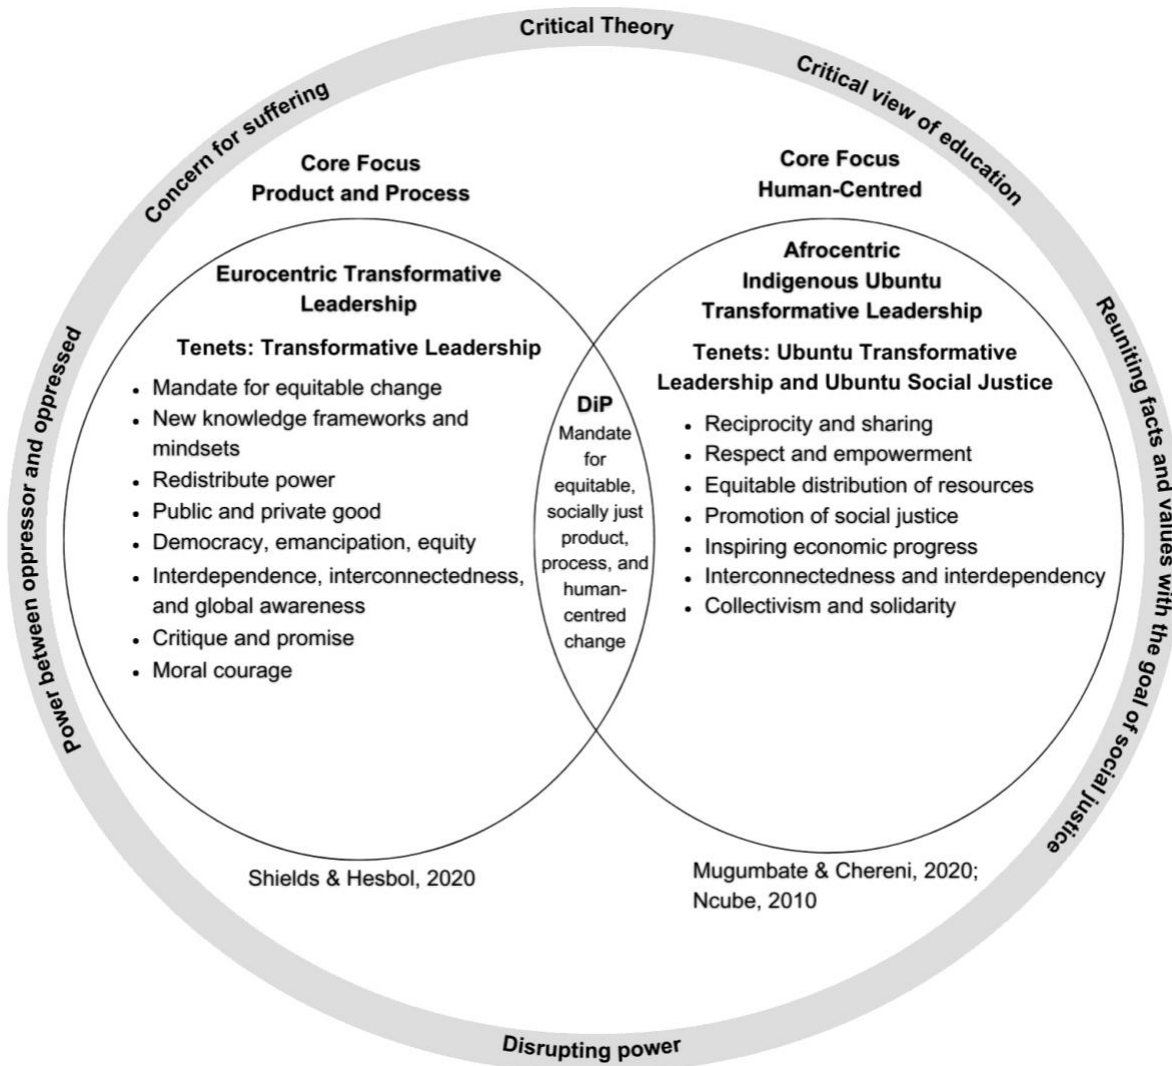 Critical Theory
Concern for suffering
Critical view of education
Power between oppressor and oppressed
Reuniting facts and values with the goal of social justice
Core Focus
Product and Process
Core Focus
Human-Centred
Eurocentric Transformative
Leadership
Tenets: Transformative Leadership
• Mandate for equitable change
• New knowledge frameworks and
mindsets
• Redistribute power
• Public and private good
• Democracy, emancipation, equity
• Interdependence, interconnectedness,
and global awareness
• Critique and promise
• Moral courage
DiP
Mandate
for
equitable,
socially just
product,
process, and
human-
centred
change
Afrocentric
Indigenous Ubuntu
Transformative Leadership
Tenets: Ubuntu Transformative
Leadership and Ubuntu Social Justice
• Reciprocity and sharing
• Respect and empowerment
• Equitable distribution of resources
• Promotion of social justice
• Inspiring economic progress
• Interconnectedness and interdependency
• Collectivism and solidarity
Shields & Hesbol, 2020
Mugumbate & Chereni, 2020;
Ncube, 2010
Disrupting power